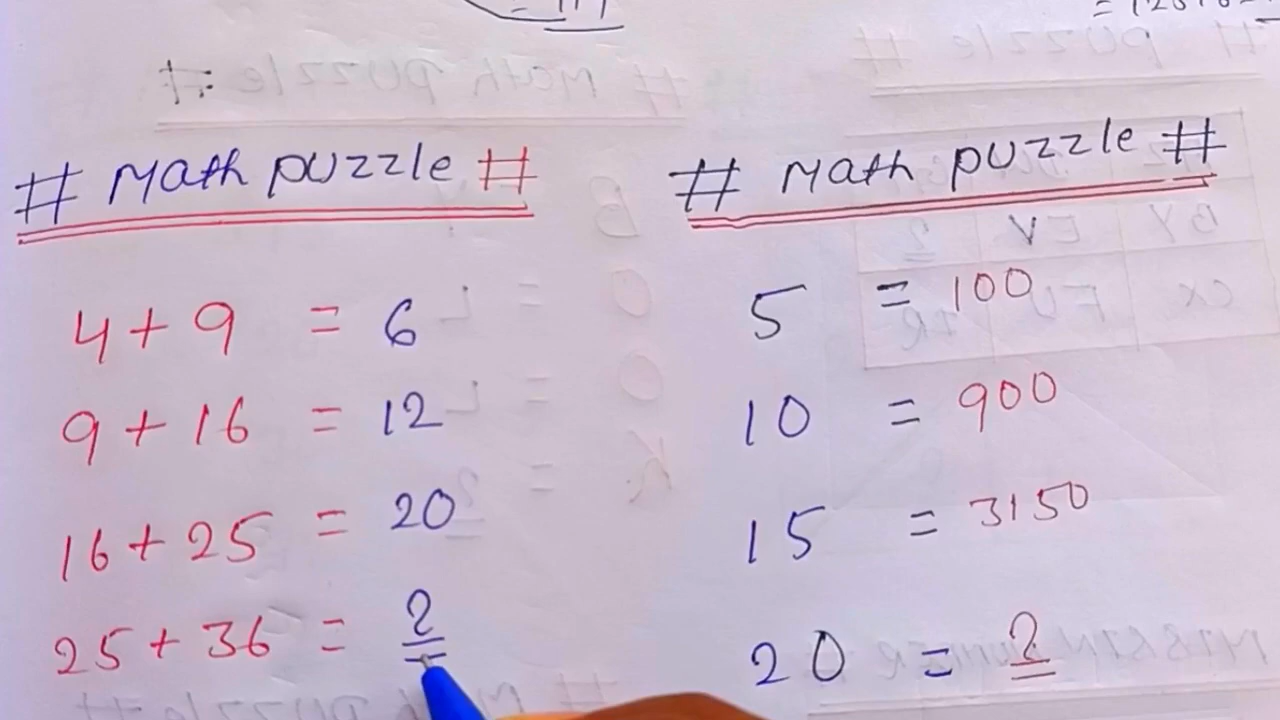 # Math puzzle #
4 + 9 = 6
9 + 16 = 12
16 + 25 = 20
25 + 36 = ?
# Math puzzle #
5 = 100
10 = 900
15 = 3150
20 = ?